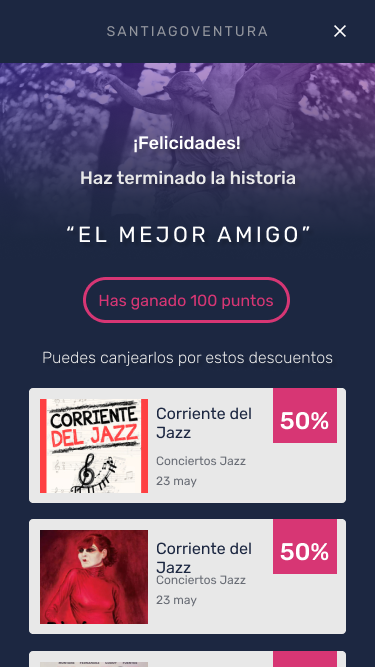 SANTIAGOVENTURA
¡Felicidades!
Haz terminado la historia
“EL MEJOR AMIGO”
Has ganado 100 puntos
Puedes canjearlos por estos descuentos
CORRIENTE
DEL JAZZ
Corriente del
Jazz
Conciertos Jazz
23 may
50%
Corriente del
Jazz
Conciertos Jazz
23 may
50%